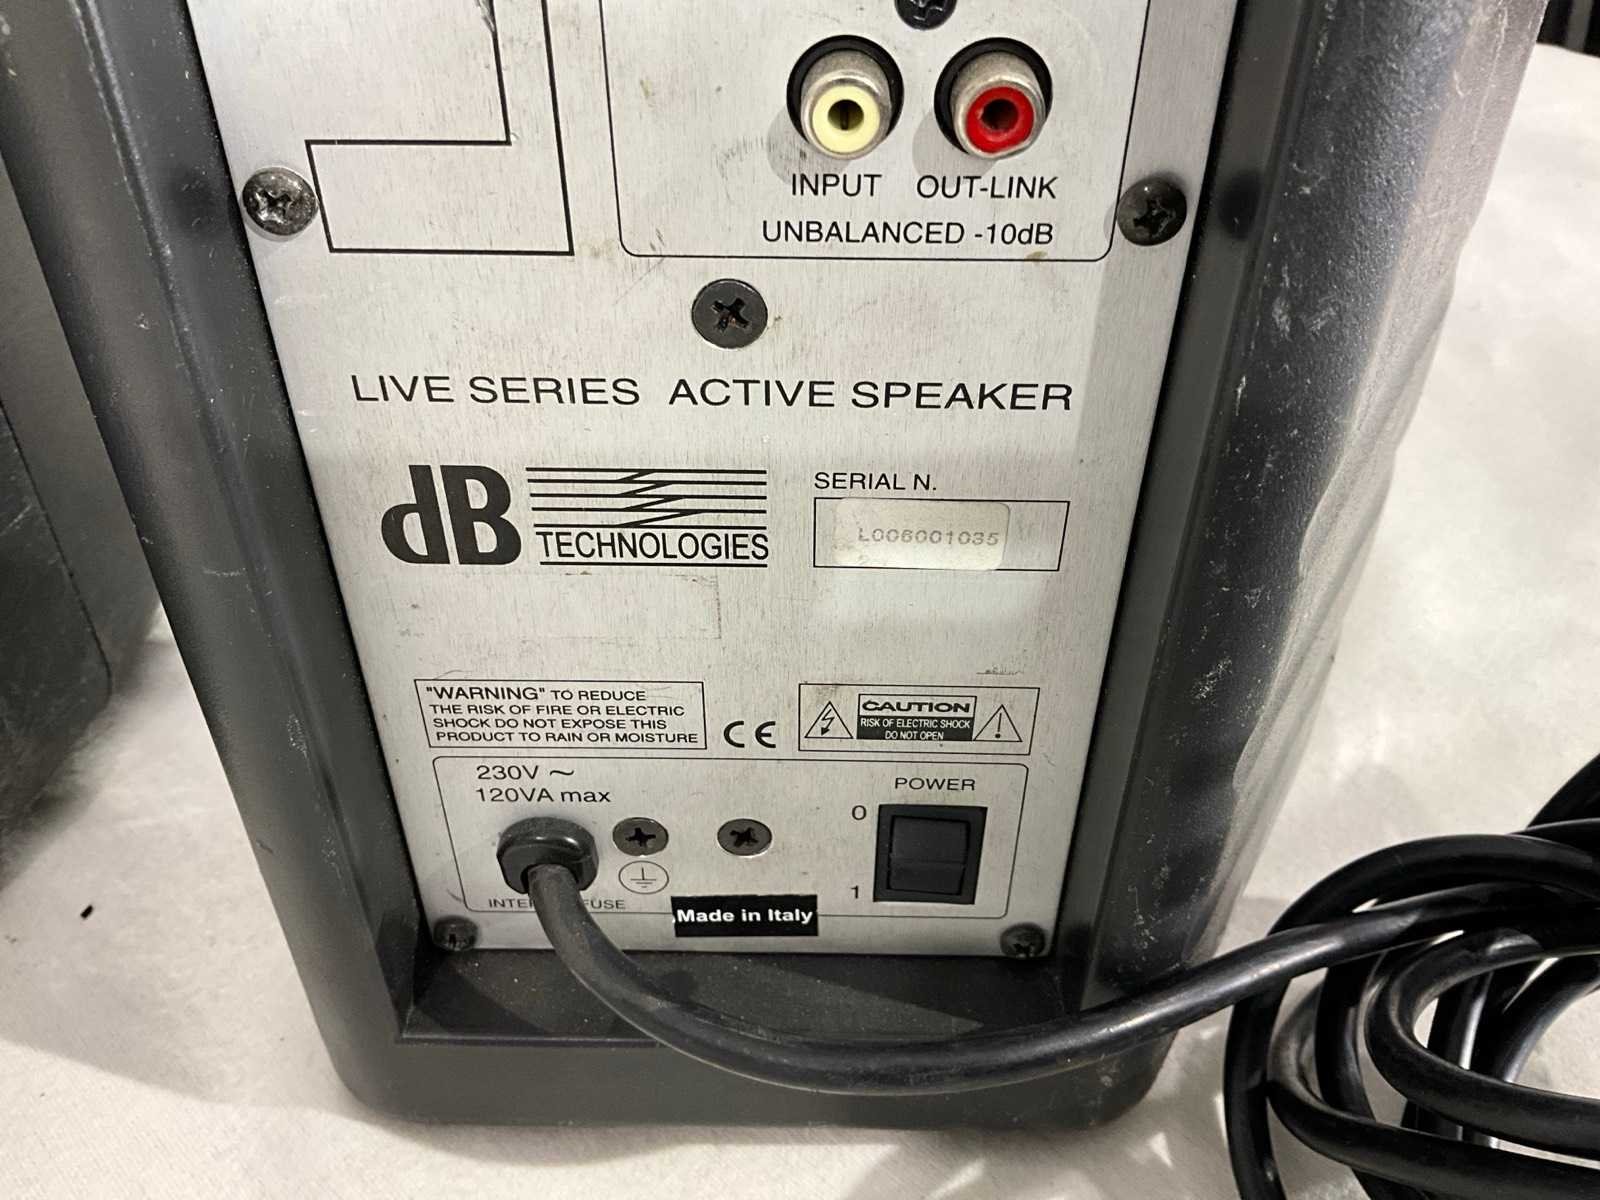 INPUT OUT-LINK
UNBALANCED -10dB
LIVE SERIES ACTIVE SPEAKER
dB TECHNOLOGIES
SERIAL N.
L006001035
"WARNING" TO REDUCE
THE RISK OF FIRE OR ELECTRIC
SHOCK DO NOT EXPOSE THIS
PRODUCT TO RAIN OR MOISTURE
CE
CAUTION
RISK OF ELECTRIC SHOCK
DO NOT OPEN
230V ~
120VA max
POWER
0
1
FUSE
Made in Italy